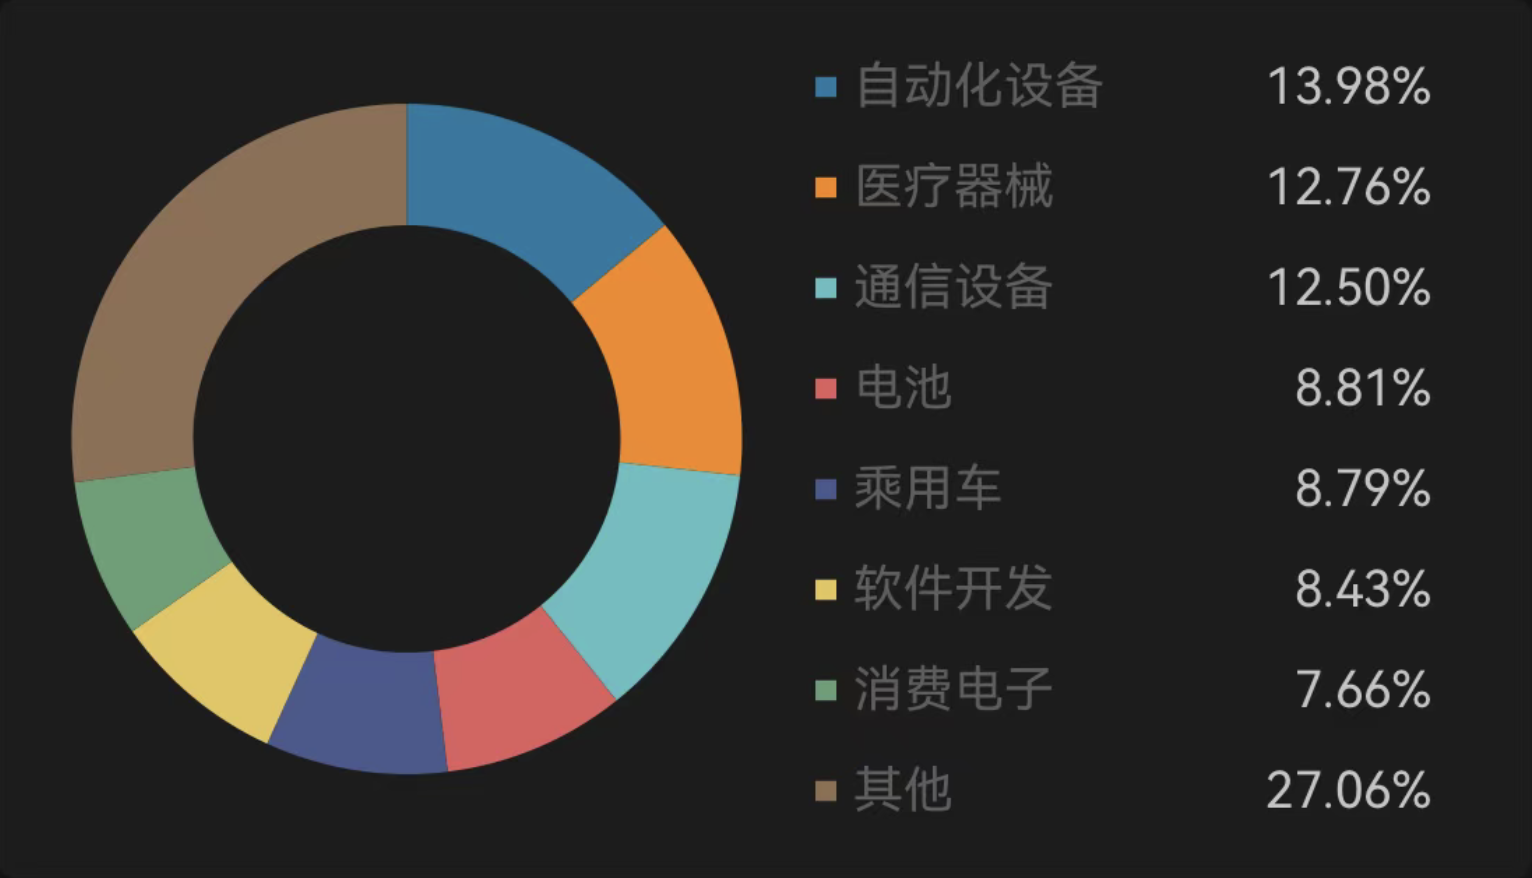 自动化设备 13.98%
医疗器械 12.76%
通信设备 12.50%
电池 8.81%
乘用车 8.79%
软件开发 8.43%
消费电子 7.66%
其他 27.06%